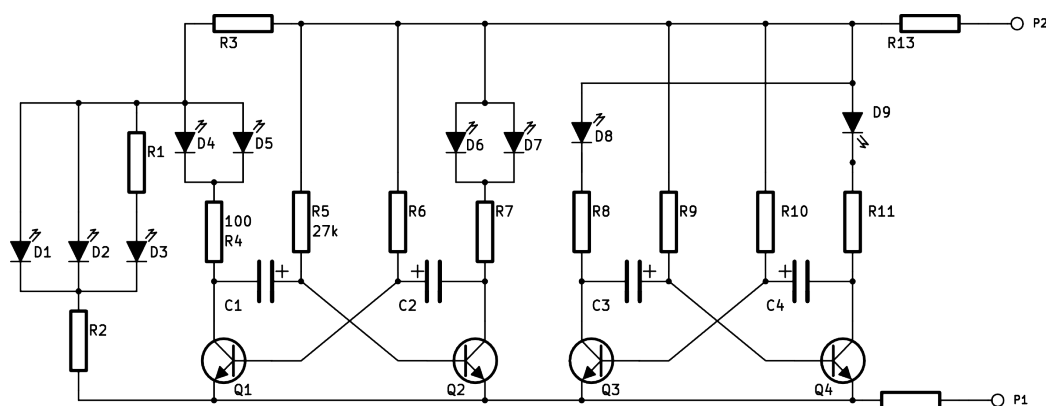 P2
R3
R13
D9
D4
D5
D6
D7
D8
R1
100
R4
R5
27k
R6
R7
R8
R9
R10
R11
D1
D2
D3
+
+
+
+
C1
C2
C3
C4
R2
Q1
Q2
Q3
Q4
P1